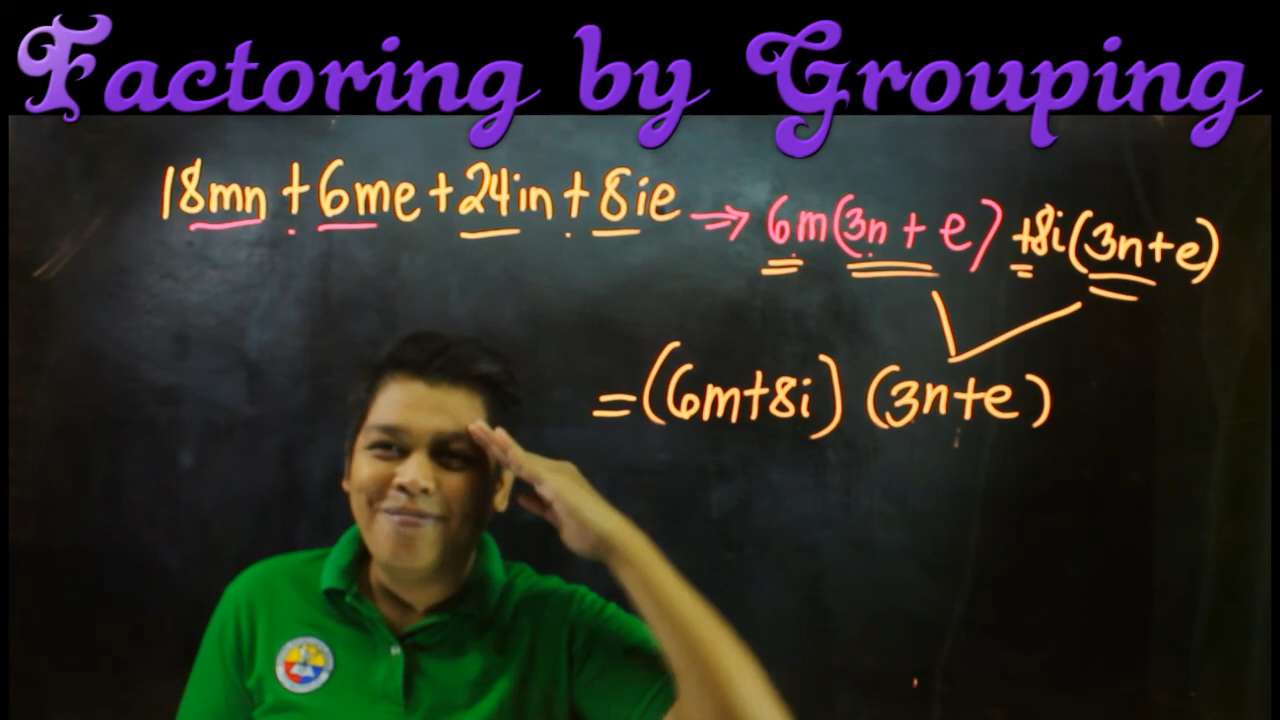 Factoring by Grouping
18mn + 6me + 24in + 8ie → 6m(3n + e) + 8i(3n + e)
= (6m+8i) (3n+e)